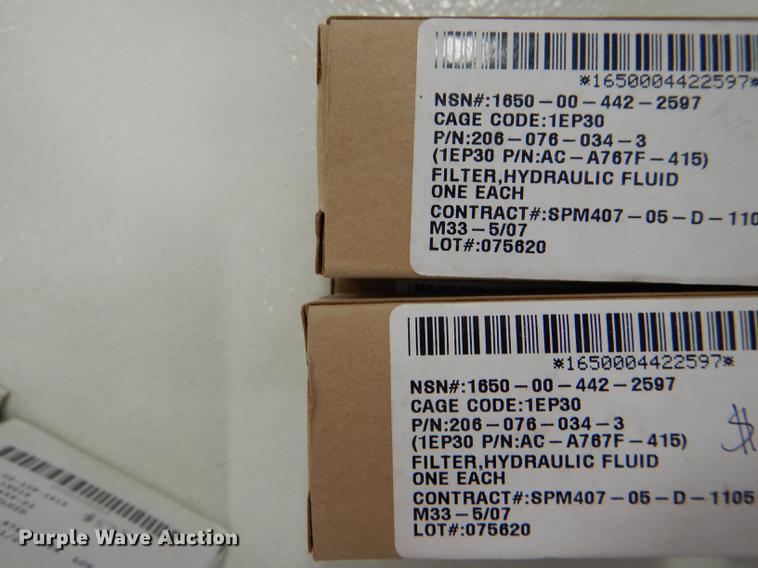 *1650004422597*
NSN#:1650-00-442-2597
CAGE CODE:1EP30
P/N:206-076-034-3
(1EP30 P/N:AC-A767F-415)
FILTER,HYDRAULIC FLUID
ONE EACH
CONTRACT#:SPM407-05-D-110
M33-5/07
LOT#:075620
*1650004422597*
NSN#:1650-00-442-2597
CAGE CODE:1EP30
P/N:206-076-034-3
(1EP30 P/N:AC-A767F-415)
$
FILTER,HYDRAULIC FLUID
ONE EACH
CONTRACT#:SPM407-05-D-1105
M33-5/07
LOT#:075620
Purple Wave Auction